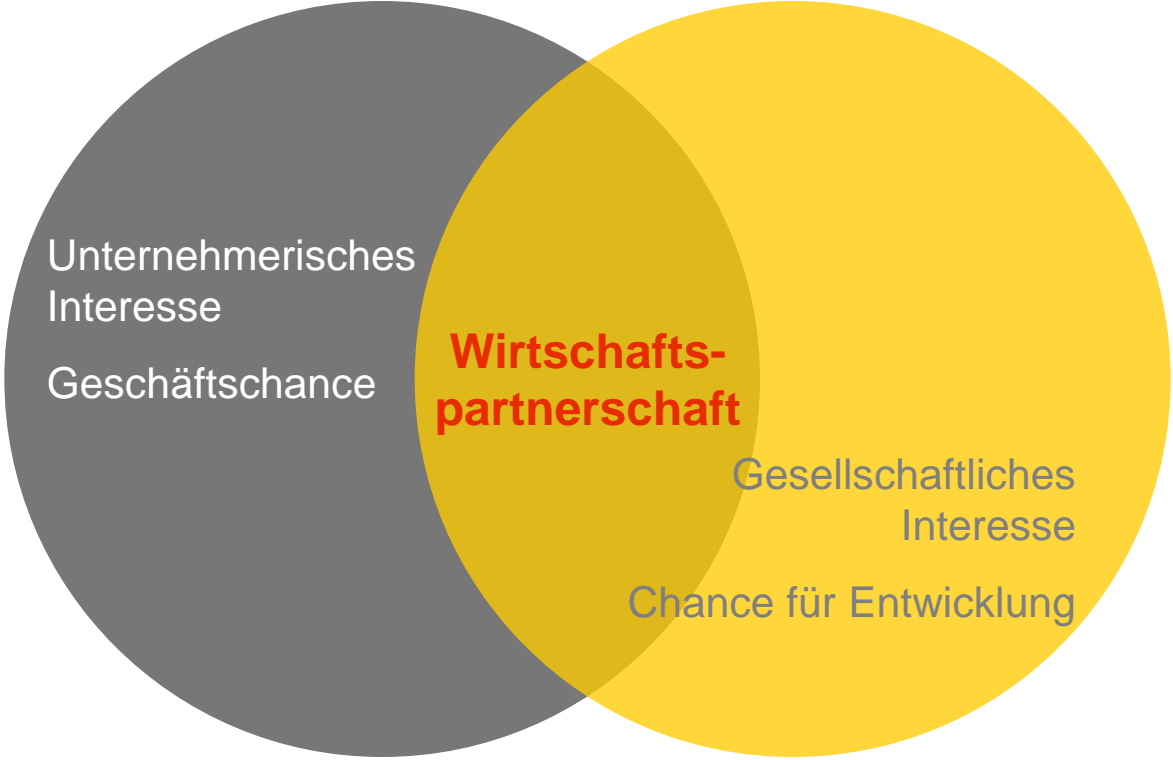 Unternehmerisches
Interesse
Geschäftschance
Wirtschafts-
partnerschaft
Gesellschaftliches
Interesse
Chance für Entwicklung